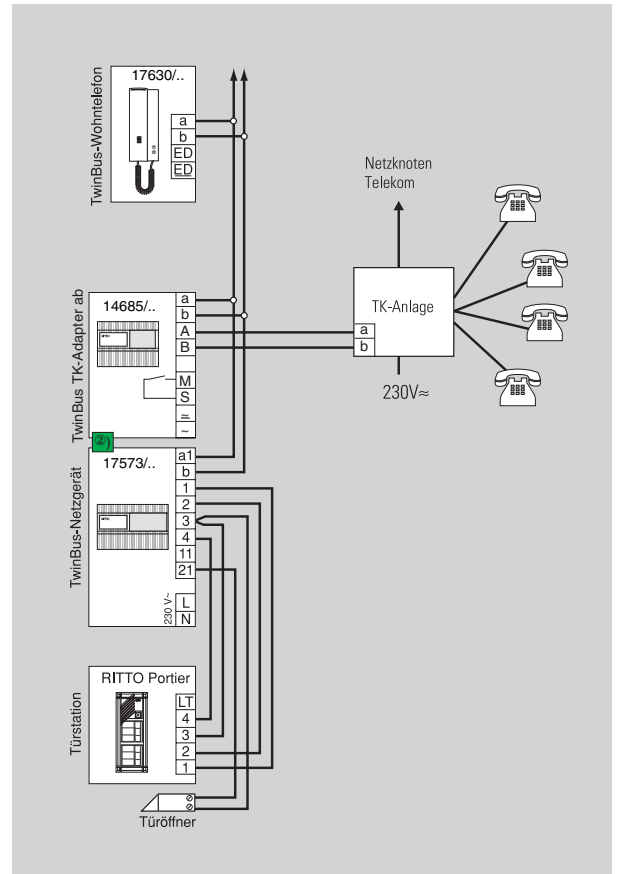 TwinBus-Wohntelefon
17630/..
a
b
ED
ED
Netzknoten
Telekom
TwinBus TK-Adapter ab
14685/..
a
b
A
B
M
S
≃
~
TK-Anlage
a
b
230V≈
②)
TwinBus-Netzgerät
17573/..
a1
b
1
2
3
4
11
21
230 V~
L
N
Türstation
RITTO Portier
LT
4
3
2
1
Türöffner